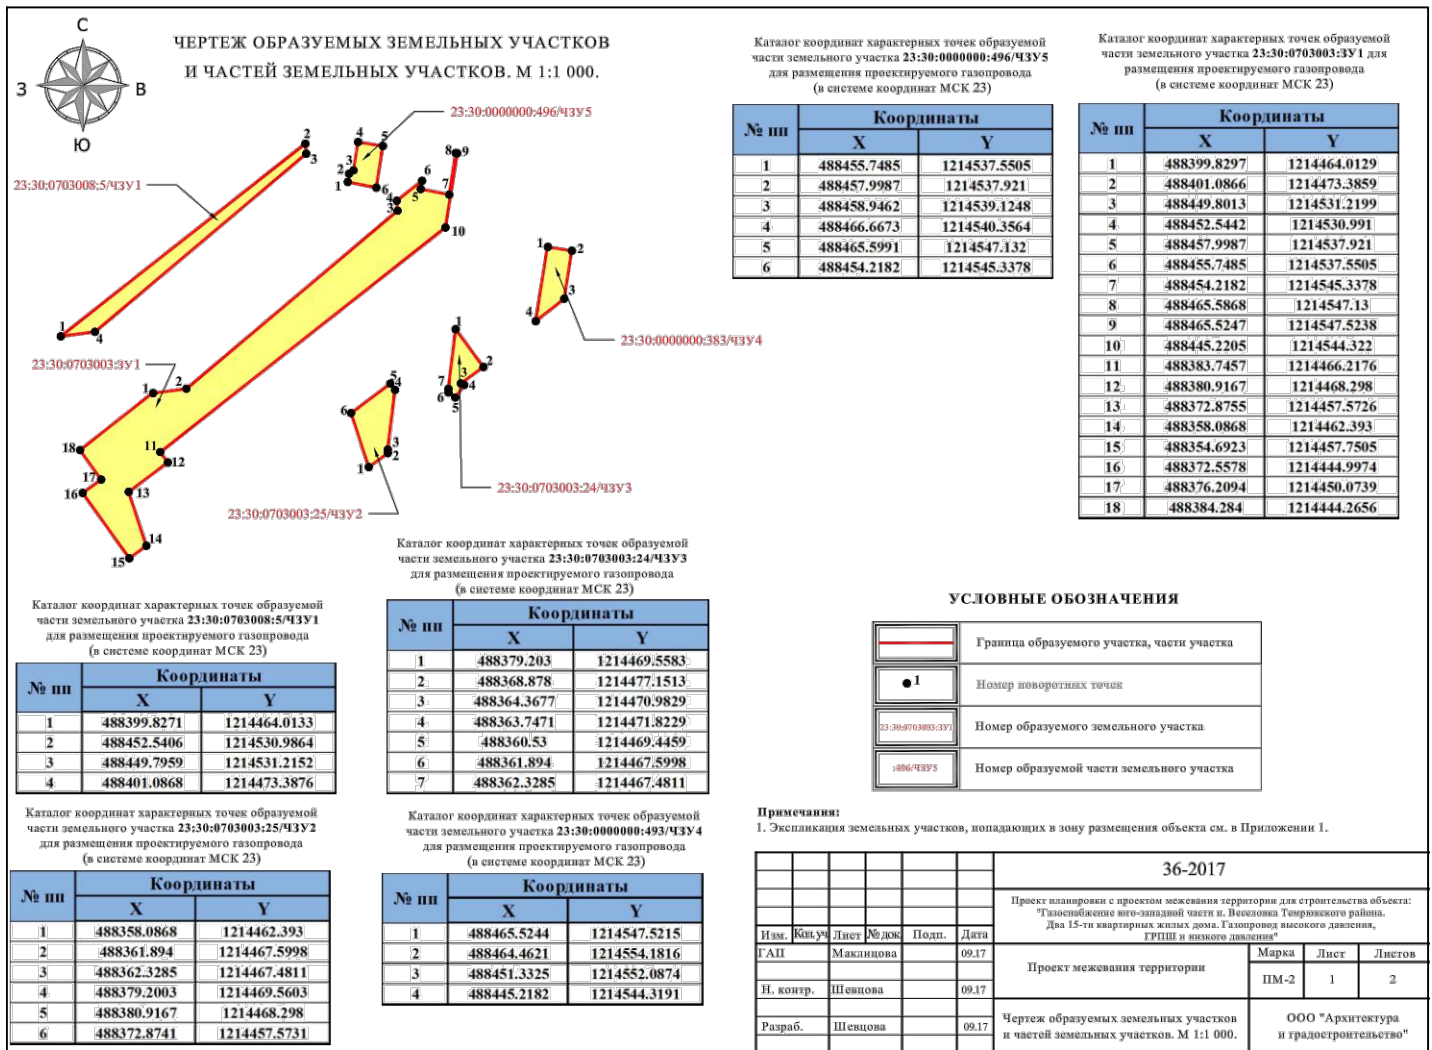 С
З
В
Ю
ЧЕРТЕЖ ОБРАЗУЕМЫХ ЗЕМЕЛЬНЫХ УЧАСТКОВ
И ЧАСТЕЙ ЗЕМЕЛЬНЫХ УЧАСТКОВ. М 1:1 000.
23:30:0000000:496/ЧЗУ5
23:30:0703008:5/ЧЗУ1
23:30:0703003:ЗУ1
23:30:0000000:383/ЧЗУ4
23:30:0703003:24/ЧЗУ3
23:30:0703003:25/ЧЗУ2
Каталог координат характерных точек образуемой
части земельного участка 23:30:0000000:496/ЧЗУ5
для размещения проектируемого газопровода
(в системе координат МСК 23)
№ пп Координаты
X Y
1 488455.7485 1214537.5505
2 488457.9987 1214537.921
3 488458.9462 1214539.1248
4 488466.6673 1214540.3564
5 488465.5991 1214547.132
6 488454.2182 1214545.3378
Каталог координат характерных точек образуемой
части земельного участка 23:30:0703003:ЗУ1 для
размещения проектируемого газопровода
(в системе координат МСК 23)
№ пп Координаты
X Y
1 488399.8297 1214464.0129
2 488401.0866 1214473.3859
3 488449.8013 1214531.2199
4 488452.5442 1214530.991
5 488457.9987 1214537.921
6 488455.7485 1214537.5505
7 488454.2182 1214545.3378
8 488465.5868 1214547.13
9 488465.5247 1214547.5238
10 488445.2205 1214544.322
11 488383.7457 1214466.2176
12 488380.9167 1214468.298
13 488372.8755 1214457.5726
14 488358.0868 1214462.393
15 488354.6923 1214457.7505
16 488372.5578 1214444.9974
17 488376.2094 1214450.0739
18 488384.284 1214444.2656
Каталог координат характерных точек образуемой
части земельного участка 23:30:0703003:24/ЧЗУ3
для размещения проектируемого газопровода
(в системе координат МСК 23)
№ пп Координаты
X Y
1 488379.203 1214469.5583
2 488368.878 1214477.1513
3 488364.3677 1214470.9829
4 488363.7471 1214471.8229
5 488360.53 1214469.4459
6 488361.894 1214467.5998
7 488362.3285 1214467.4811
Каталог координат характерных точек образуемой
части земельного участка 23:30:0703008:5/ЧЗУ1
для размещения проектируемого газопровода
(в системе координат МСК 23)
№ пп Координаты
X Y
1 488399.8271 1214464.0133
2 488452.5406 1214530.9864
3 488449.7959 1214531.2152
4 488401.0868 1214473.3876
Каталог координат характерных точек образуемой
части земельного участка 23:30:0703003:25/ЧЗУ2
для размещения проектируемого газопровода
(в системе координат МСК 23)
№ пп Координаты
X Y
1 488358.0868 1214462.393
2 488361.894 1214467.5998
3 488362.3285 1214467.4811
4 488379.2003 1214469.5603
5 488380.9167 1214468.298
6 488372.8741 1214457.5731
Каталог координат характерных точек образуемой
части земельного участка 23:30:0000000:493/ЧЗУ4
для размещения проектируемого газопровода
(в системе координат МСК 23)
№ пп Координаты
X Y
1 488465.5244 1214547.5215
2 488464.4621 1214554.1816
3 488451.3325 1214552.0874
4 488445.2182 1214544.3191
УСЛОВНЫЕ ОБОЗНАЧЕНИЯ
Граница образуемого участка, части участка
1 Номер поворотных точек
23:30:0703003:ЗУ1 Номер образуемого земельного участка
:496/ЧЗУ5 Номер образуемой части земельного участка
Примечания:
1. Экспликация земельных участков, попадающих в зону размещения объекта см. в Приложении 1.
36-2017
Проект планировки с проектом межевания территории для строительства объекта:
"Газоснабжение юго-западной части п. Веселовка Темрюкского района.
Два 15-ти квартирных жилых дома. Газопровод высокого давления,
ГРПШ и низкого давления"
Изм. Кол.уч Лист №док Подп. Дата
ГАП Маклицова 09.17
Н. контр. Шевцова 09.17
Разраб. Шевцова 09.17
Проект межевания территории
Марка Лист Листов
ПМ-2 1 2
Чертеж образуемых земельных участков
и частей земельных участков. М 1:1 000.
ООО "Архитектура
и градостроительство"